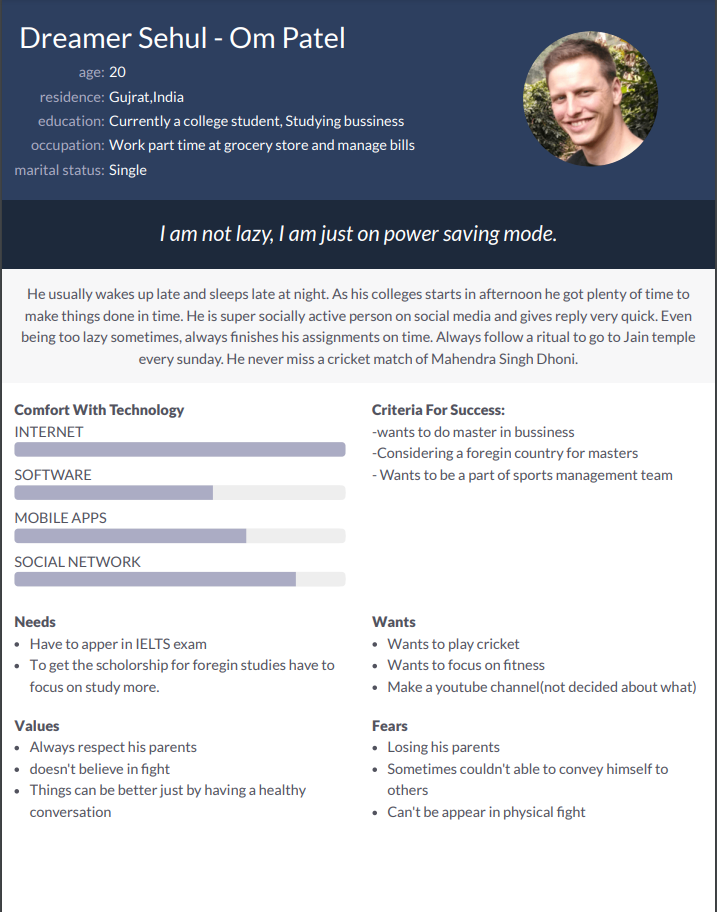 Dreamer Sehul - Om Patel
age: 20
residence: Gujrat,India
education: Currently a college student, Studying bussiness
occupation: Work part time at grocery store and manage bills
marital status: Single
I am not lazy, I am just on power saving mode.
He usually wakes up late and sleeps late at night. As his colleges starts in afternoon he got plenty of time to
make things done in time. He is super socially active person on social media and gives reply very quick. Even
being too lazy sometimes, always finishes his assignments on time. Always follow a ritual to go to Jain temple
every sunday. He never miss a cricket match of Mahendra Singh Dhoni.
Comfort With Technology
INTERNET
SOFTWARE
MOBILE APPS
SOCIAL NETWORK
Criteria For Success:
-wants to do master in bussiness
-Considering a foregin country for masters
- Wants to be a part of sports management team
Needs
• Have to apper in IELTS exam
• To get the scholorship for foregin studies have to
focus on study more.
Wants
• Wants to play cricket
• Wants to focus on fitness
• Make a youtube channel(not decided about what)
Values
• Always respect his parents
• doesn't believe in fight
• Things can be better just by having a healthy
conversation
Fears
• Losing his parents
• Sometimes couldn't able to convey himself to
others
• Can't be appear in physical fight